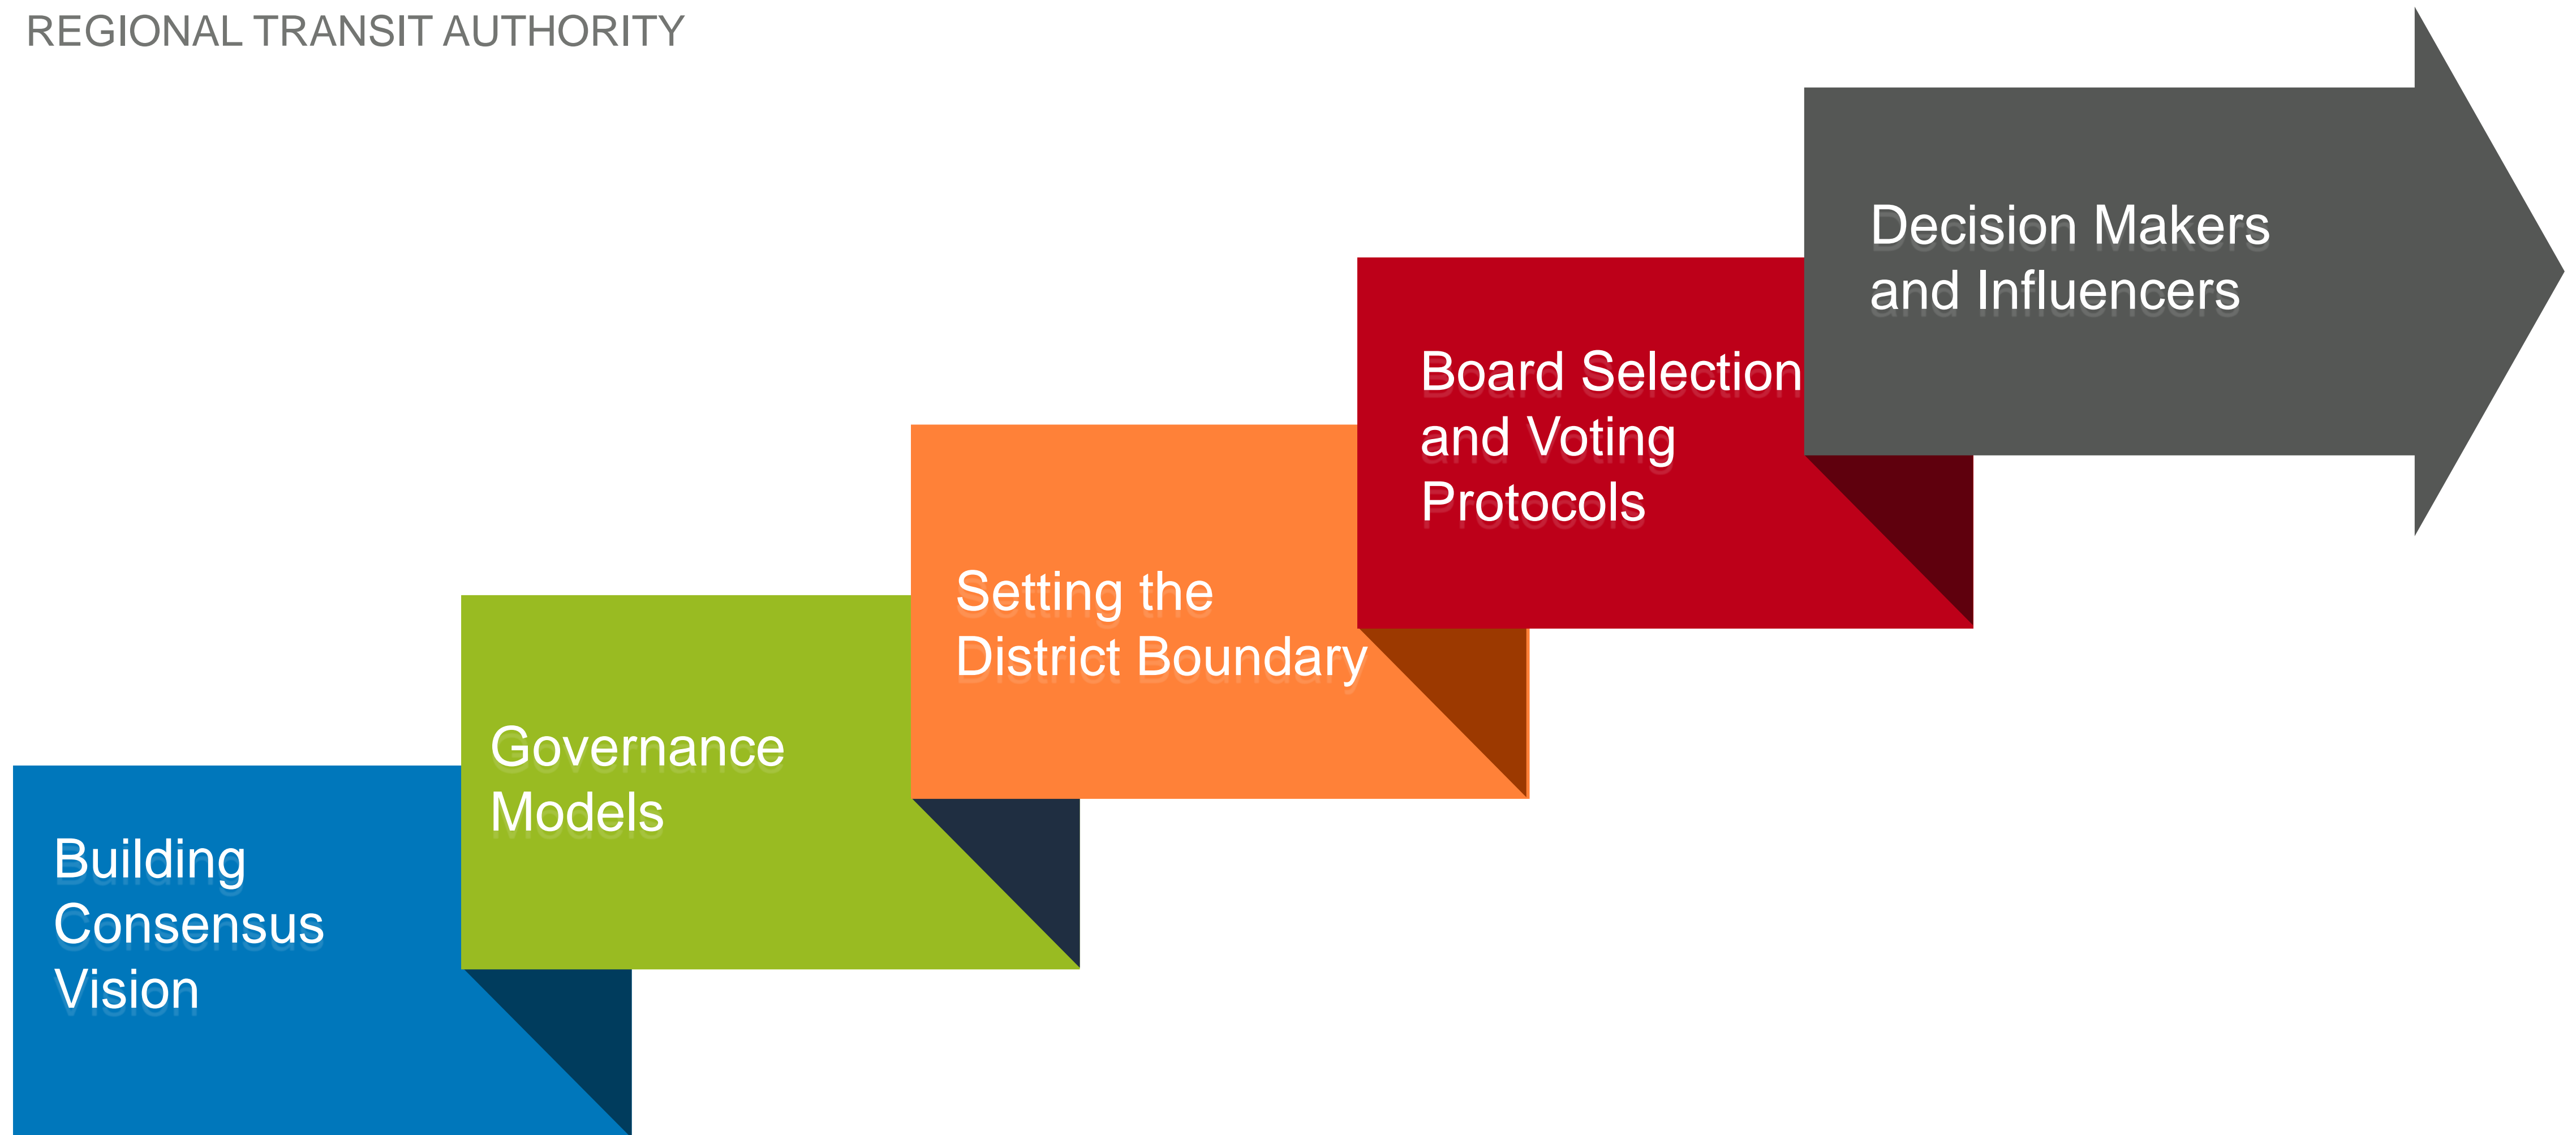 REGIONAL TRANSIT AUTHORITY
Building
Consensus
Vision
Governance
Models
Setting the
District Boundary
Board Selection
and Voting
Protocols
Decision Makers
and Influencers